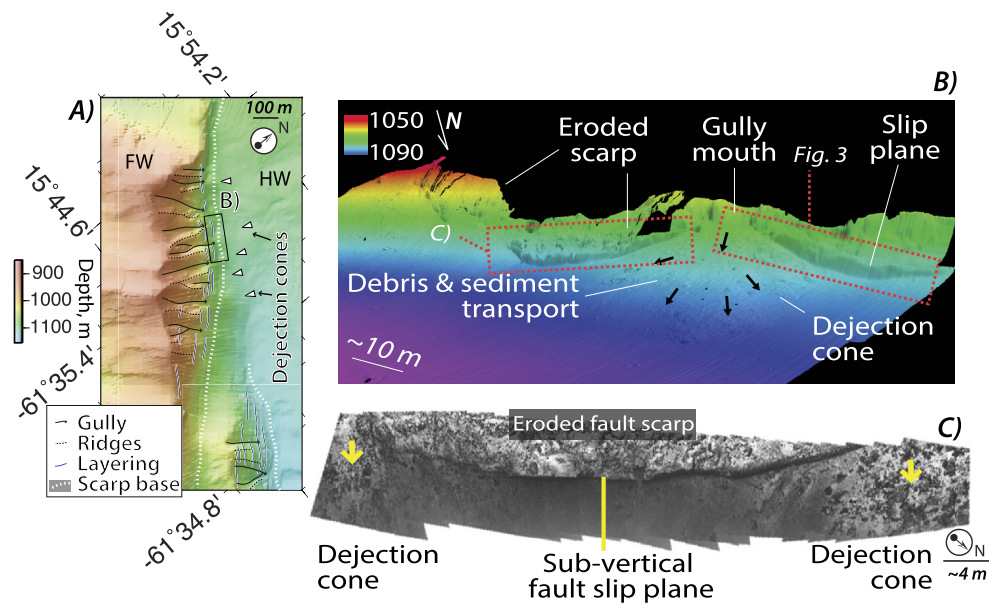 15°54.2'
A)
100 m
N
FW
HW
B)
15°44.6'
Depth, m
900
1000
1100
Dejection cones
-61°35.4'
-61°34.8'
Gully
Ridges
Layering
Scarp base
B)
1050
1090
N
Eroded
scarp
Gully
mouth
Fig. 3
Slip
plane
C)
Debris & sediment
transport
Dejection
cone
~10 m
Eroded fault scarp
C)
Dejection
cone
Sub-vertical
fault slip plane
Dejection
cone
N
~4 m